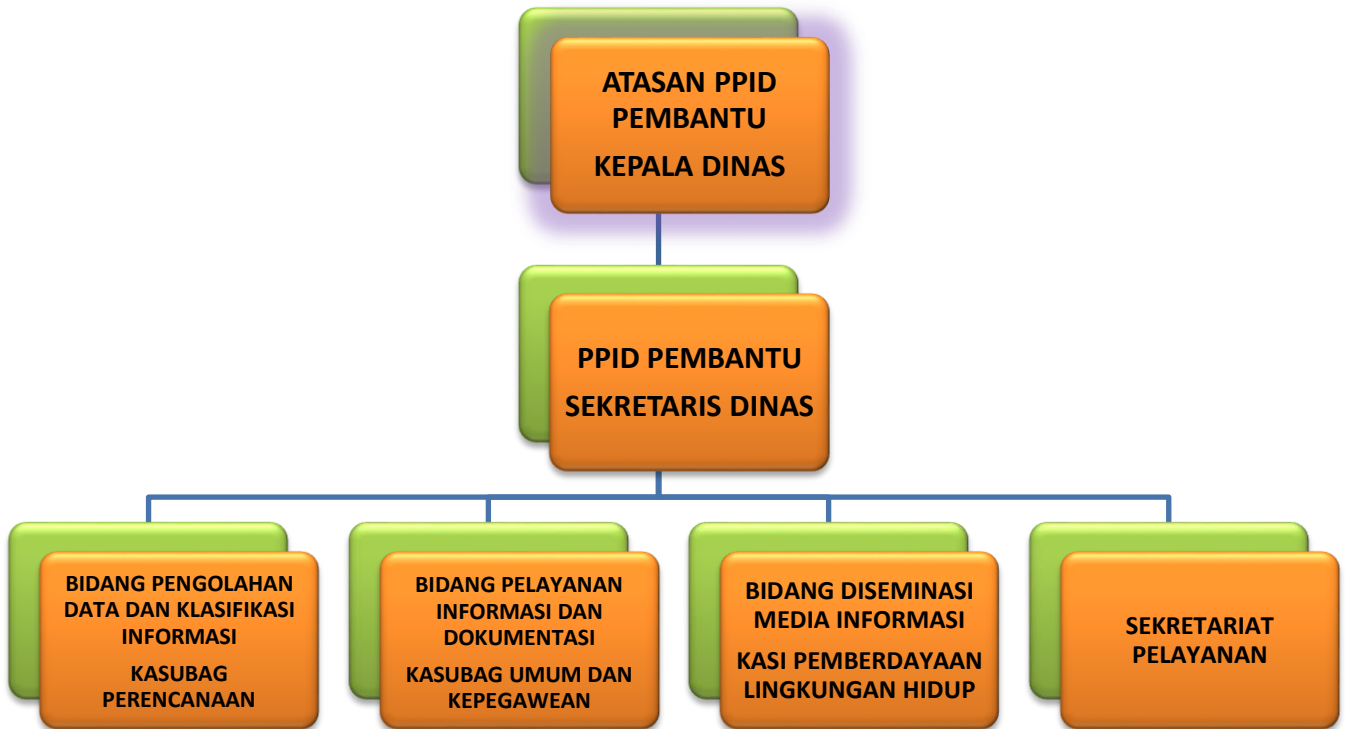 ATASAN PPID
PEMBANTU
KEPALA DINAS
PPID PEMBANTU
SEKRETARIS DINAS
BIDANG PENGOLAHAN
DATA DAN KLASIFIKASI
INFORMASI
KASUBAG
PERENCANAAN
BIDANG PELAYANAN
INFORMASI DAN
DOKUMENTASI
KASUBAG UMUM DAN
KEPEGAWEAN
BIDANG DISEMINASI
MEDIA INFORMASI
KASI PEMBERDAYAAN
LINGKUNGAN HIDUP
SEKRETARIAT
PELAYANAN